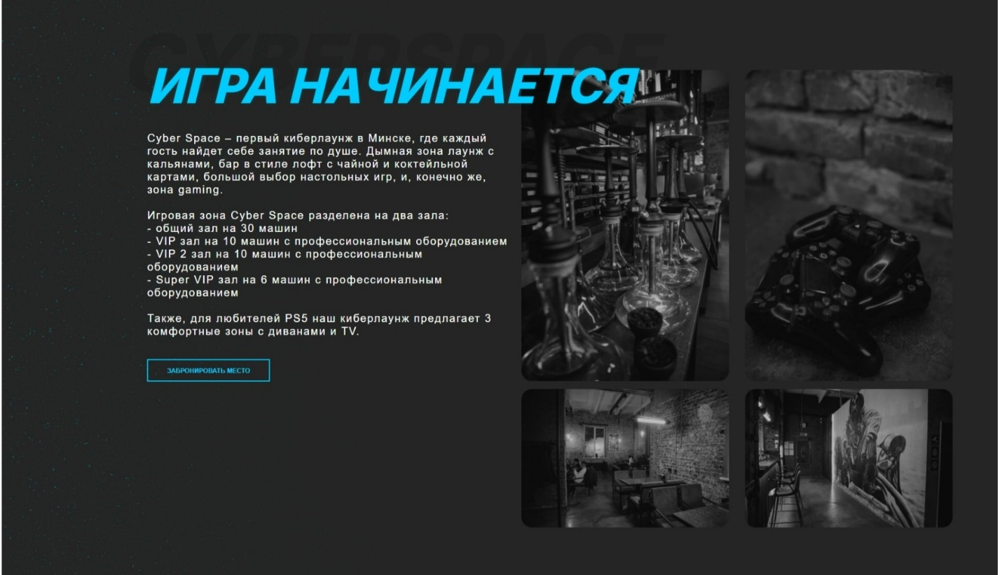 CYBERSPACE
ИГРА НАЧИНАЕТСЯ
Cyber Space – первый киберлаунж в Минске, где каждый
гость найдет себе занятие по душе. Дымная зона лаунж с
кальянами, бар в стиле лофт с чайной и коктейльной
картами, большой выбор настольных игр, и, конечно же,
зона gaming.
Игровая зона Cyber Space разделена на два зала:
- общий зал на 30 машин
- VIP зал на 10 машин с профессиональным оборудованием
- VIP 2 зал на 10 машин с профессиональным
оборудованием
- Super VIP зал на 6 машин с профессиональным
оборудованием
Также, для любителей PS5 наш киберлаунж предлагает 3
комфортные зоны с диванами и TV.
ЗАБРОНИРОВАТЬ МЕСТО